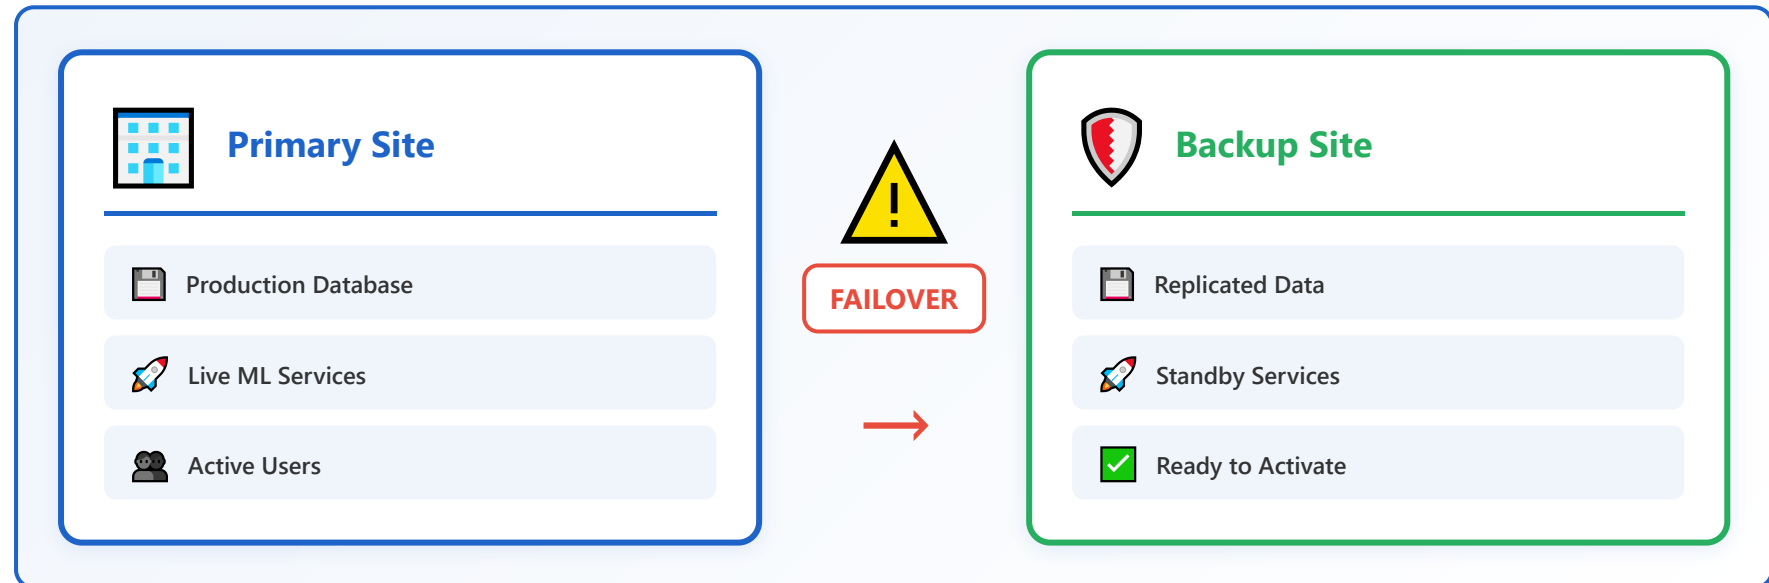 Primary Site
Production Database
Live ML Services
Active Users
FAILOVER
→
Backup Site
Replicated Data
Standby Services
Ready to Activate